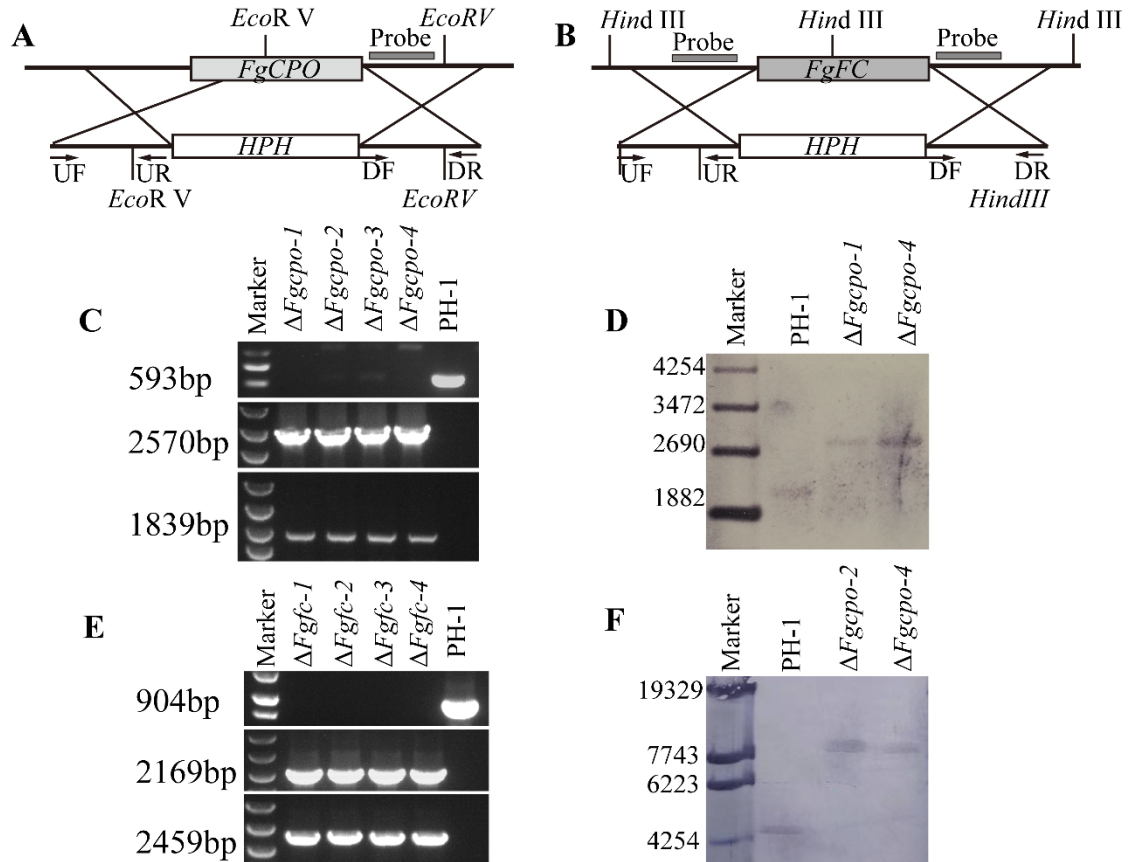 A
EcoR V
EcoRV
Probe
FgCPO
HPH
UF
UR
DF
DR
EcoR V
EcoRV
B
Hind III
Hind III
Hind III
Probe
Probe
FgFC
HPH
UF
UR
DF
DR
HindIII
C
Marker
ΔFgcpo-1
ΔFgcpo-2
ΔFgcpo-3
ΔFgcpo-4
PH-1
593bp
2570bp
1839bp
D
Marker
PH-1
ΔFgcpo-1
ΔFgcpo-4
4254
3472
2690
1882
E
Marker
ΔFgfc-1
ΔFgfc-2
ΔFgfc-3
ΔFgfc-4
PH-1
904bp
2169bp
2459bp
F
Marker
PH-1
ΔFgcpo-2
ΔFgcpo-4
19329
7743
6223
4254